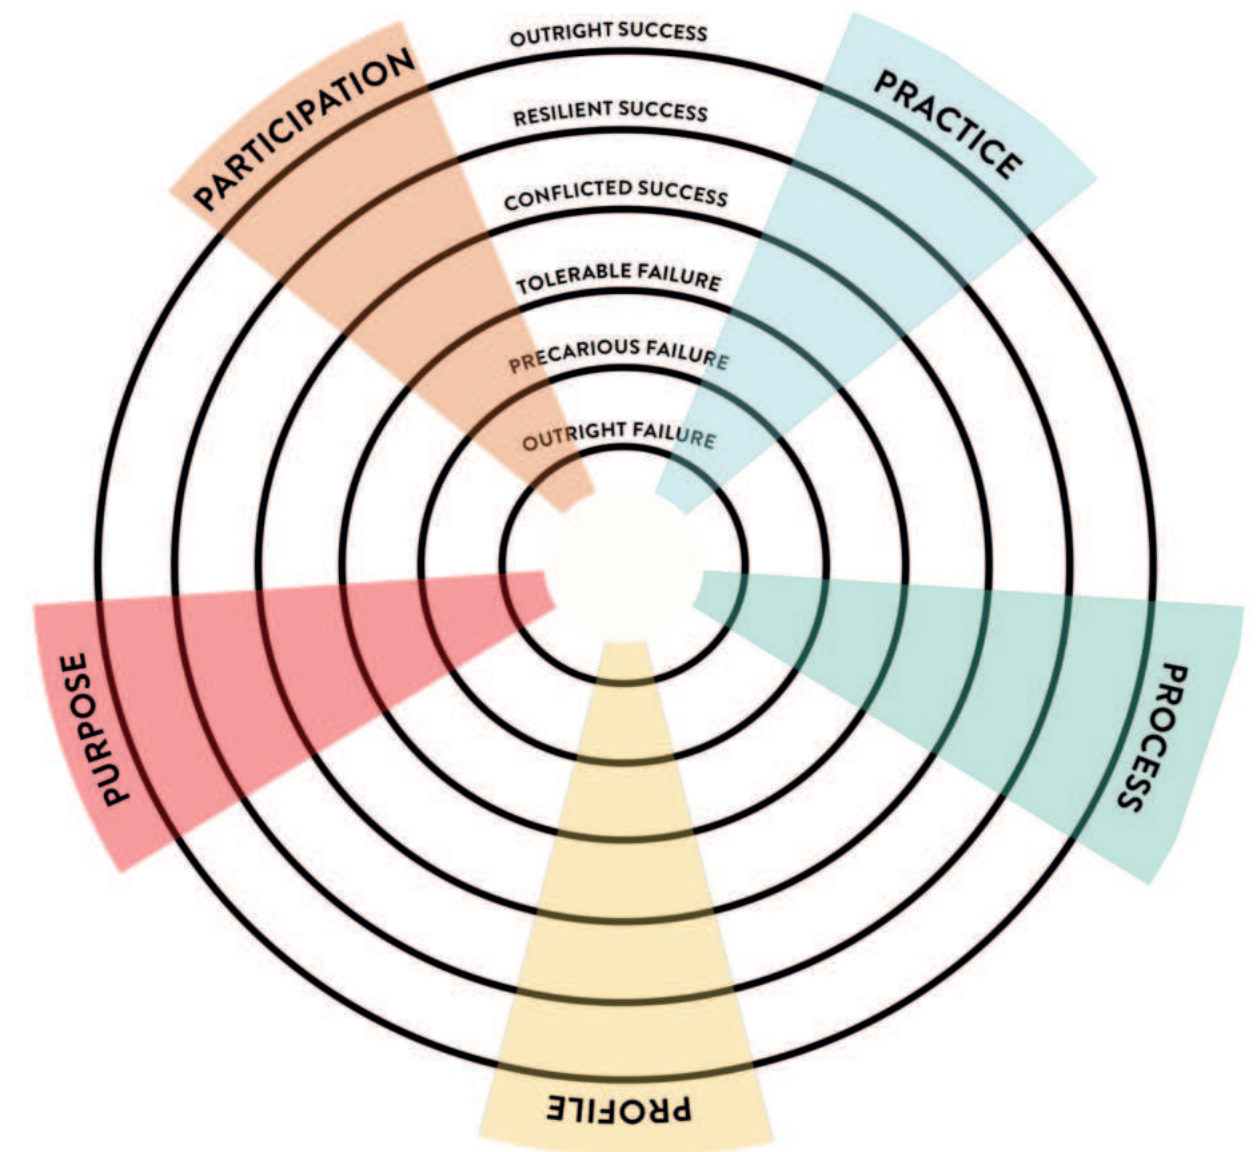 OUTRIGHT SUCCESS
RESILIENT SUCCESS
CONFLICTED SUCCESS
TOLERABLE FAILURE
PRECARIOUS FAILURE
OUTRIGHT FAILURE
PARTICIPATION
PRACTICE
PROCESS
PROFILE
PURPOSE